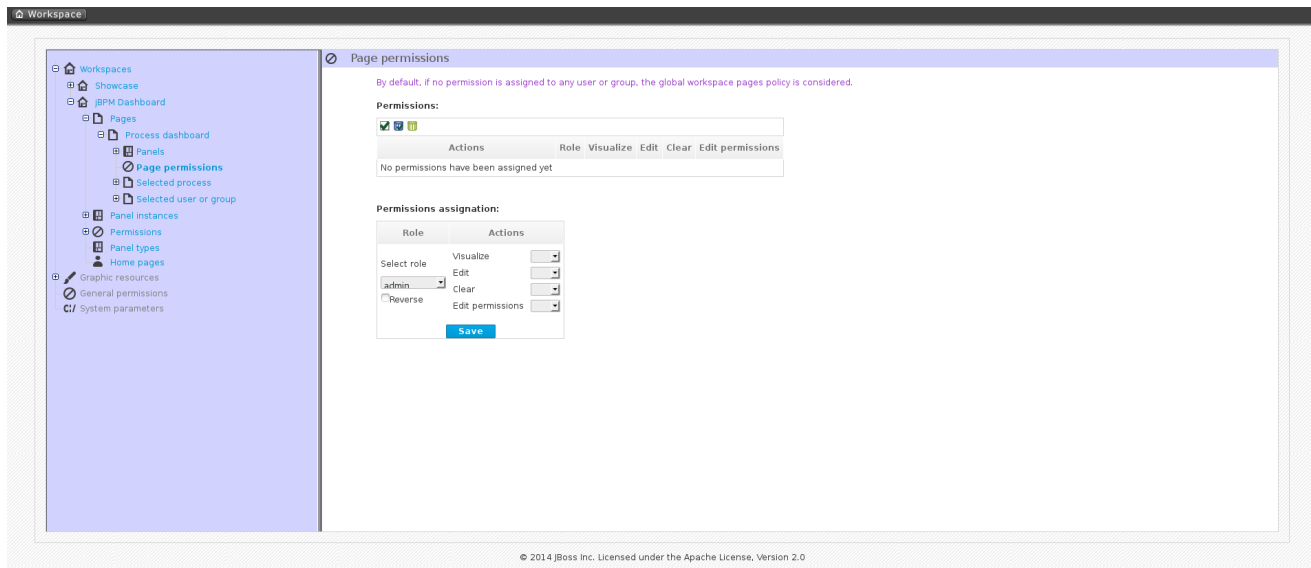 Workspace
Workspaces
Showcase
jBPM Dashboard
Pages
Process dashboard
Panels
Page permissions
Selected process
Selected user or group
Panel instances
Permissions
Panel types
Home pages
Graphic resources
General permissions
System parameters
Page permissions
By default, if no permission is assigned to any user or group, the global workspace pages policy is considered.
Permissions:
Actions Role Visualize Edit Clear Edit permissions
No permissions have been assigned yet
Permissions assignation:
Role Actions
Select role
admin
Reverse
Visualize
Edit
Clear
Edit permissions
Save
© 2014 JBoss Inc. Licensed under the Apache License, Version 2.0